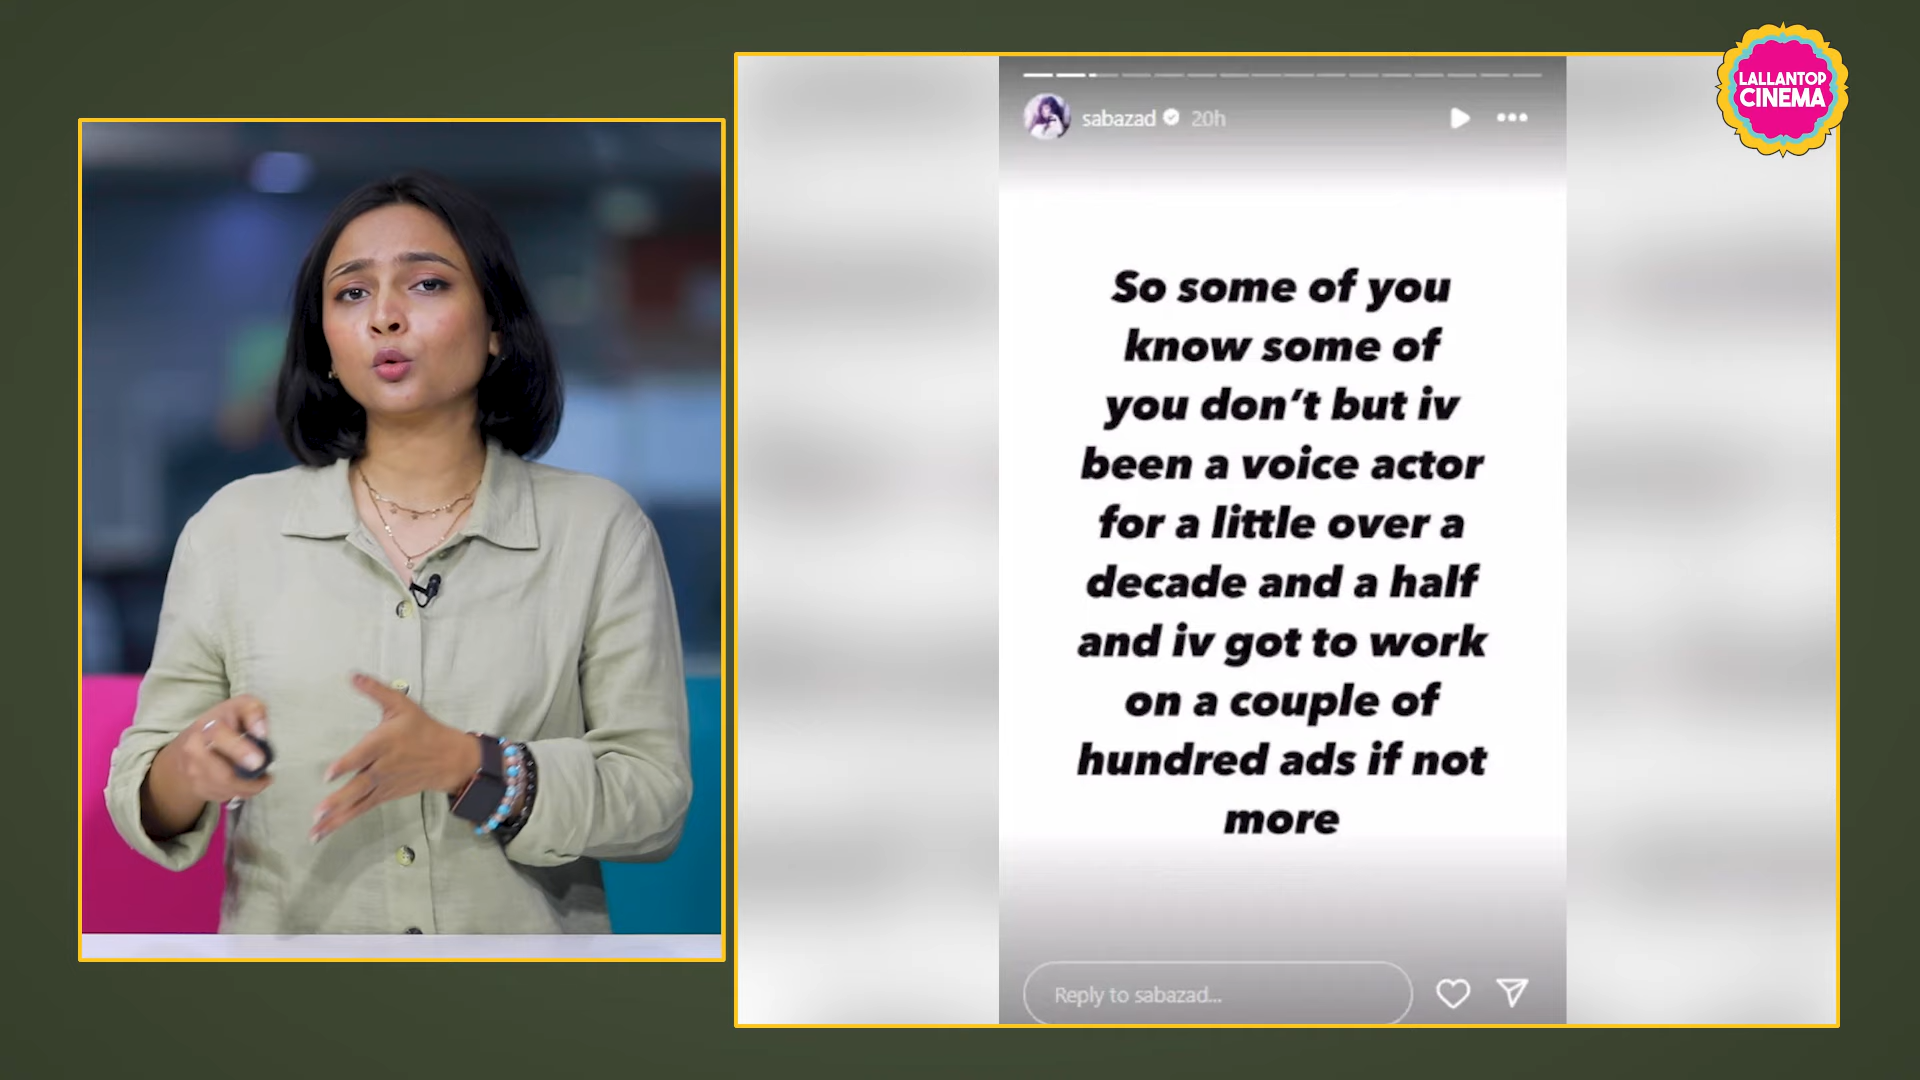 LALLANTOP
CINEMA
sabazad 20h
So some of you
know some of
you don’t but iv
been a voice actor
for a little over a
decade and a half
and iv got to work
on a couple of
hundred ads if not
more
Reply to sabazad...